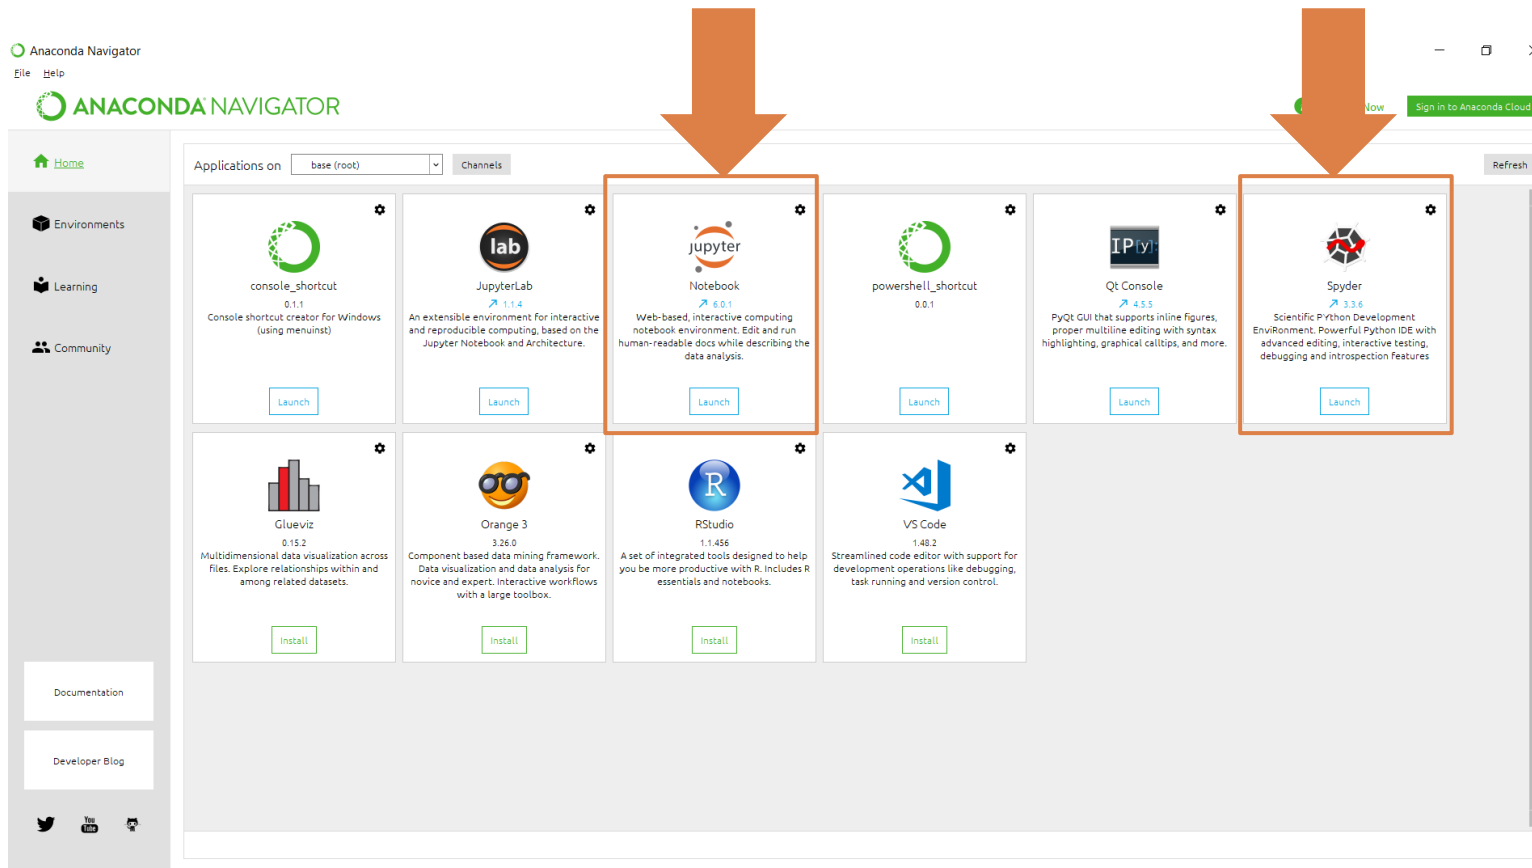 Anaconda Navigator
File Help
ANACONDA NAVIGATOR
Now
Sign in to Anaconda Cloud
Home
Environments
Learning
Community
Documentation
Developer Blog
You
Tube
Applications on base (root) Channels
Refresh
console_shortcut
0.1.1
Console shortcut creator for Windows
(using menuinst)
Launch
lab
JupyterLab
1.1.4
An extensible environment for interactive
and reproducible computing, based on the
Jupyter Notebook and Architecture.
Launch
jupyter
Notebook
6.0.1
Web-based, interactive computing
notebook environment. Edit and run
human-readable docs while describing the
data analysis.
Launch
powershell_shortcut
0.0.1
Launch
IP[y]:
Qt Console
4.5.5
PyQt GUI that supports inline figures,
proper multiline editing with syntax
highlighting, graphical calltips, and more.
Launch
Spyder
3.3.6
Scientific PYthon Development
EnviRonment. Powerful Python IDE with
advanced editing, interactive testing,
debugging and introspection features
Launch
Glueviz
0.15.2
Multidimensional data visualization across
files. Explore relationships within and
among related datasets.
Install
Orange 3
3.26.0
Component based data mining framework.
Data visualization and data analysis for
novice and expert. Interactive workflows
with a large toolbox.
Install
R
RStudio
1.1.456
A set of integrated tools designed to help
you be more productive with R. Includes R
essentials and notebooks.
Install
VS Code
1.48.2
Streamlined code editor with support for
development operations like debugging,
task running and version control.
Install